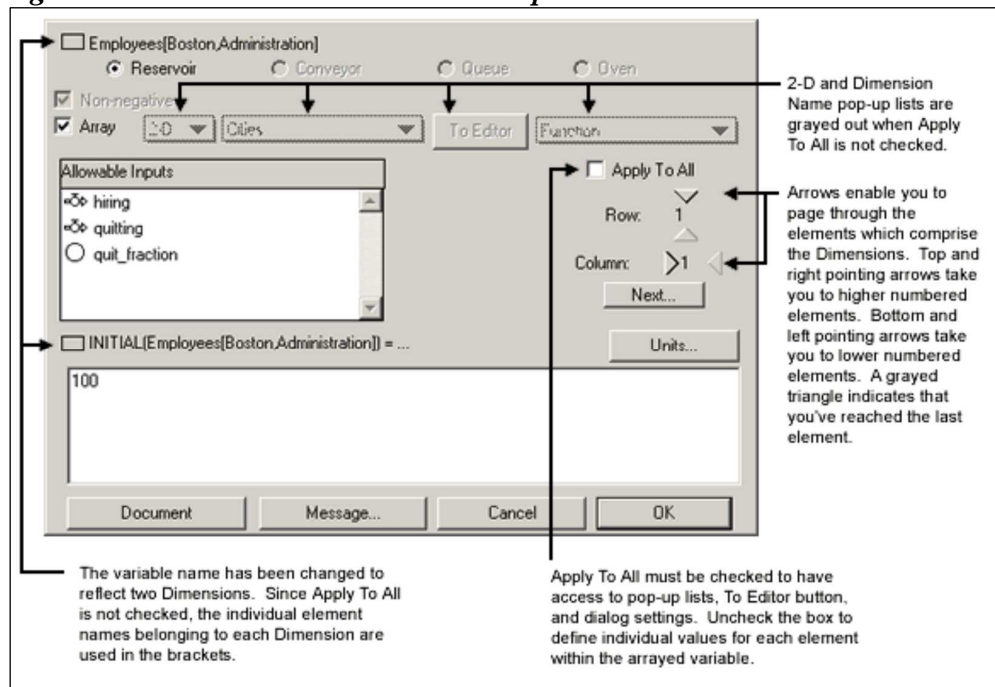 Employees[Boston,Administration]
Reservoir Conveyor Queue Oven
Non-negative
Array 2-D Cities To Editor Function
2-D and Dimension
Name pop-up lists are
grayed out when Apply
To All is not checked.
Allowable Inputs
hiring
quitting
quit_fraction
Apply To All
Row: 1
Column: 1
Next...
Arrows enable you to
page through the
elements which comprise
the Dimensions. Top and
right pointing arrows take
you to higher numbered
elements. Bottom and
left pointing arrows take
you to lower numbered
elements. A grayed
triangle indicates that
you've reached the last
element.
INITIAL(Employees[Boston,Administration]) = ...
Units...
100
Document Message... Cancel OK
The variable name has been changed to
reflect two Dimensions. Since Apply To All
is not checked, the individual element
names belonging to each Dimension are
used in the brackets.
Apply To All must be checked to have
access to pop-up lists, To Editor button,
and dialog settings. Uncheck the box to
define individual values for each element
within the arrayed variable.